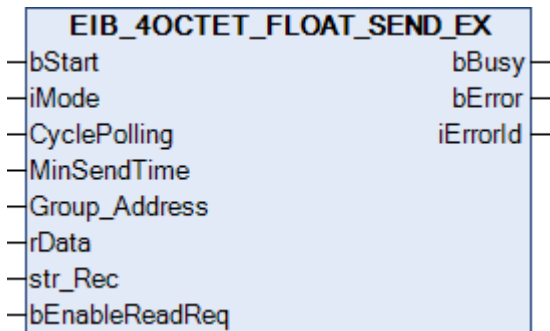 EIB_4OCTET_FLOAT_SEND_EX
bStart bBusy
iMode bError
CyclePolling iErrorId
MinSendTime
Group_Address
rData
str_Rec
bEnableReadReq